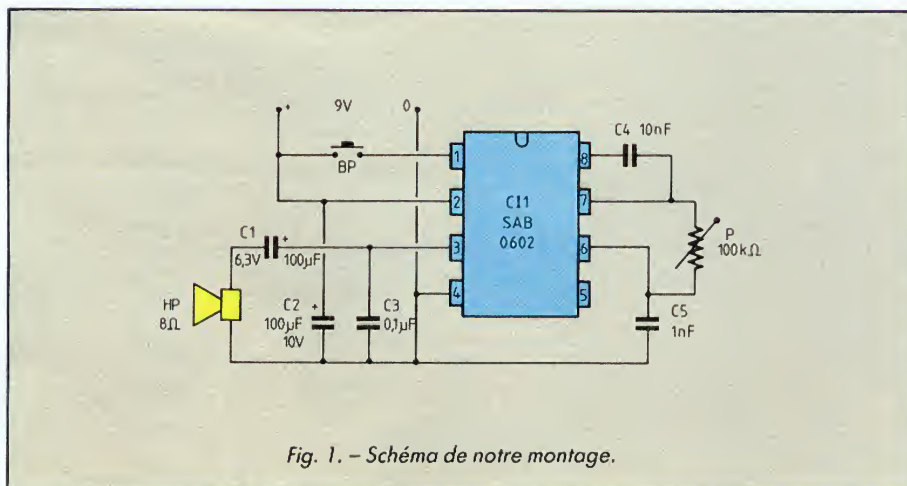 + 9V 0
BP
C4 10nF
1
8
2
7
CI1
SAB
0602
P
100kΩ
C1
6,3V
+
100µF
3
6
HP
8Ω
+
C2
100µF
10V
C3
0,1µF
4
5
C5
1nF
Fig. 1. – Schéma de notre montage.